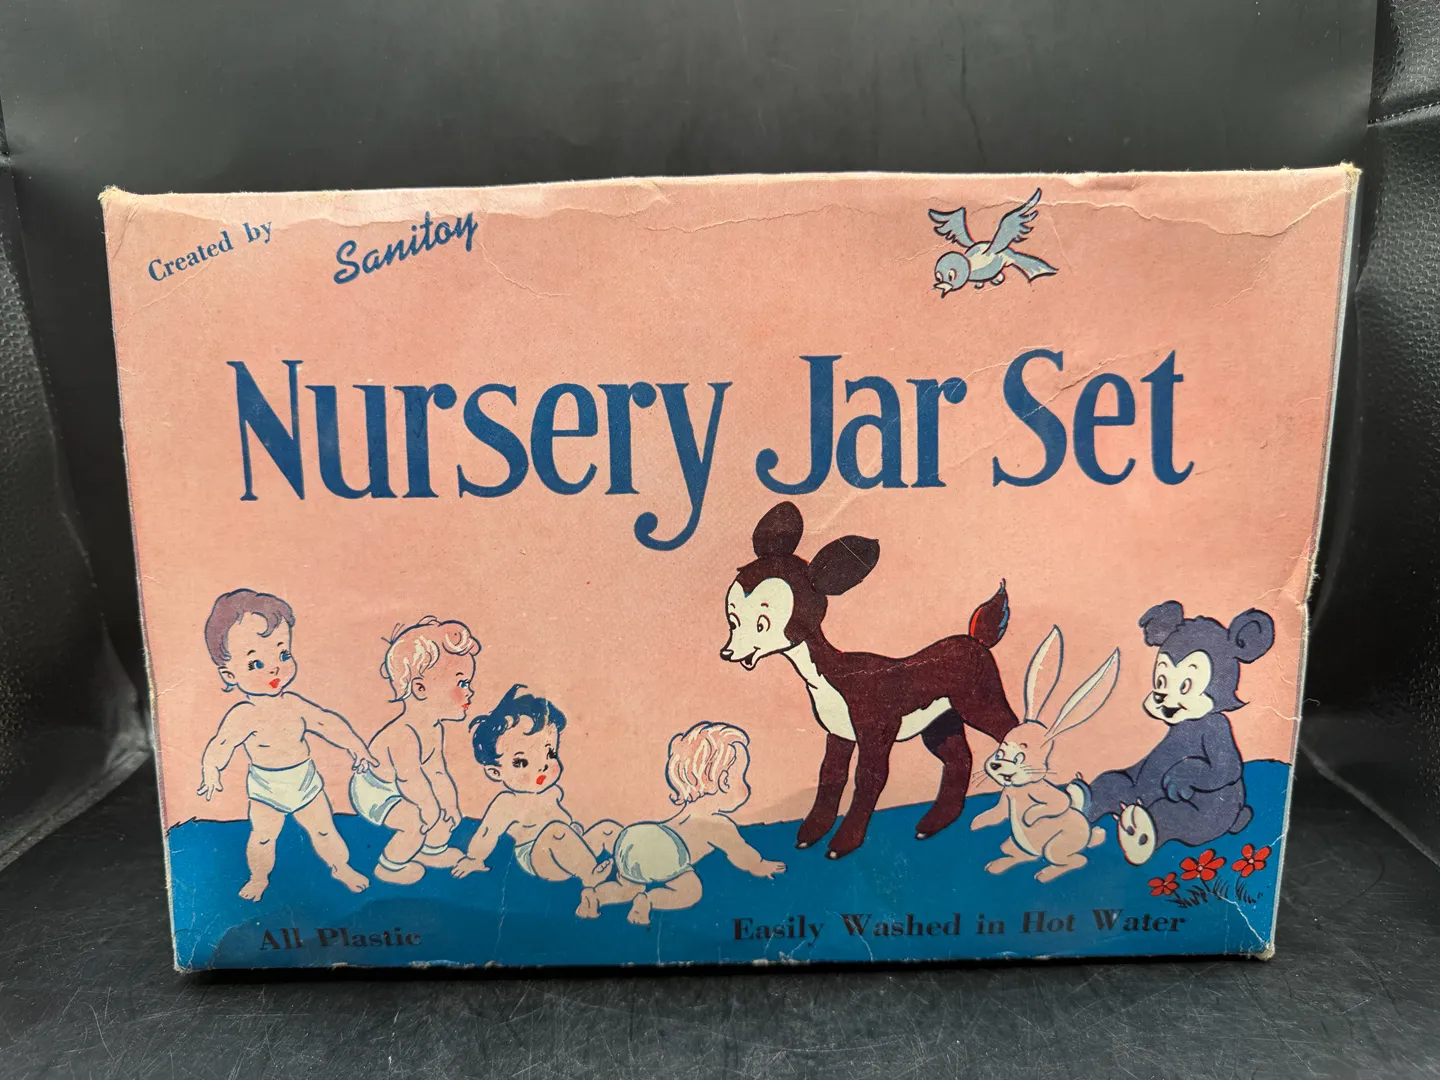 Created by Sanitoy
Nursery Jar Set
All Plastic
Easily Washed in Hot Water